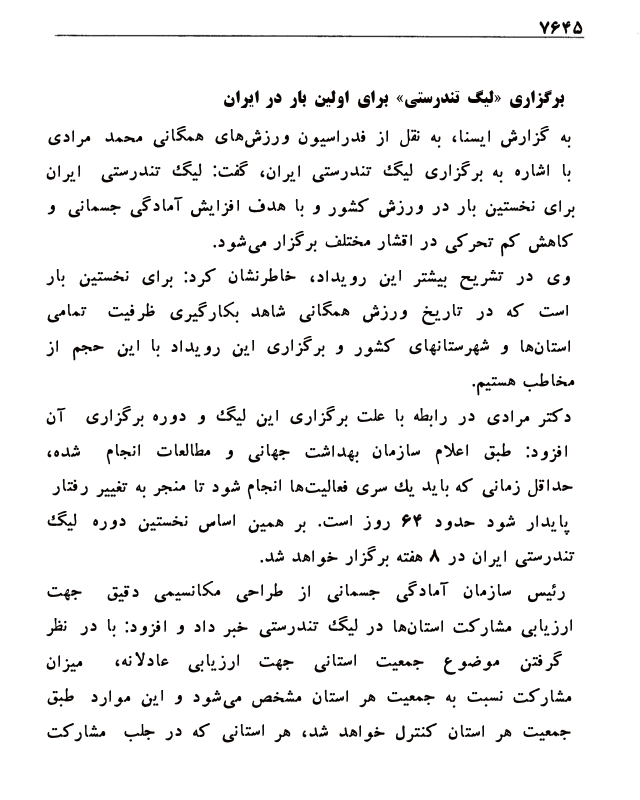 ۷۶۴۵
برگزاری «لیگ تندرستی» برای اولین بار در ایران
به گزارش ایسنا، به نقل از فدراسیون ورزش‌های همگانی محمد مرادی
با اشاره به برگزاری لیگ تندرستی ایران، گفت: لیگ تندرستی ایران
برای نخستین بار در ورزش کشور و با هدف افزایش آمادگی جسمانی و
کاهش کم تحرکی در اقشار مختلف برگزار می‌شود.
وی در تشریح بیشتر این رویداد، خاطرنشان کرد: برای نخستین بار
است که در تاریخ ورزش همگانی شاهد بکارگیری ظرفیت تمامی
استان‌ها و شهرستانهای کشور و برگزاری این رویداد با این حجم از
مخاطب هستیم.
دکتر مرادی در رابطه با علت برگزاری این لیگ و دوره برگزاری آن
افزود: طبق اعلام سازمان بهداشت جهانی و مطالعات انجام شده،
حداقل زمانی که باید یك سری فعالیت‌ها انجام شود تا منجر به تغییر رفتار
پایدار شود حدود ۶۴ روز است. بر همین اساس نخستین دوره لیگ
تندرستی ایران در ۸ هفته برگزار خواهد شد.
رئیس سازمان آمادگی جسمانی از طراحی مکانسیمی دقیق جهت
ارزیابی مشارکت استان‌ها در لیگ تندرستی خبر داد و افزود: با در نظر
گرفتن موضوع جمعیت استانی جهت ارزیابی عادلانه، میزان
مشارکت نسبت به جمعیت هر استان مشخص می‌شود و این موارد طبق
جمعیت هر استان کنترل خواهد شد، هر استانی که در جلب مشارکت